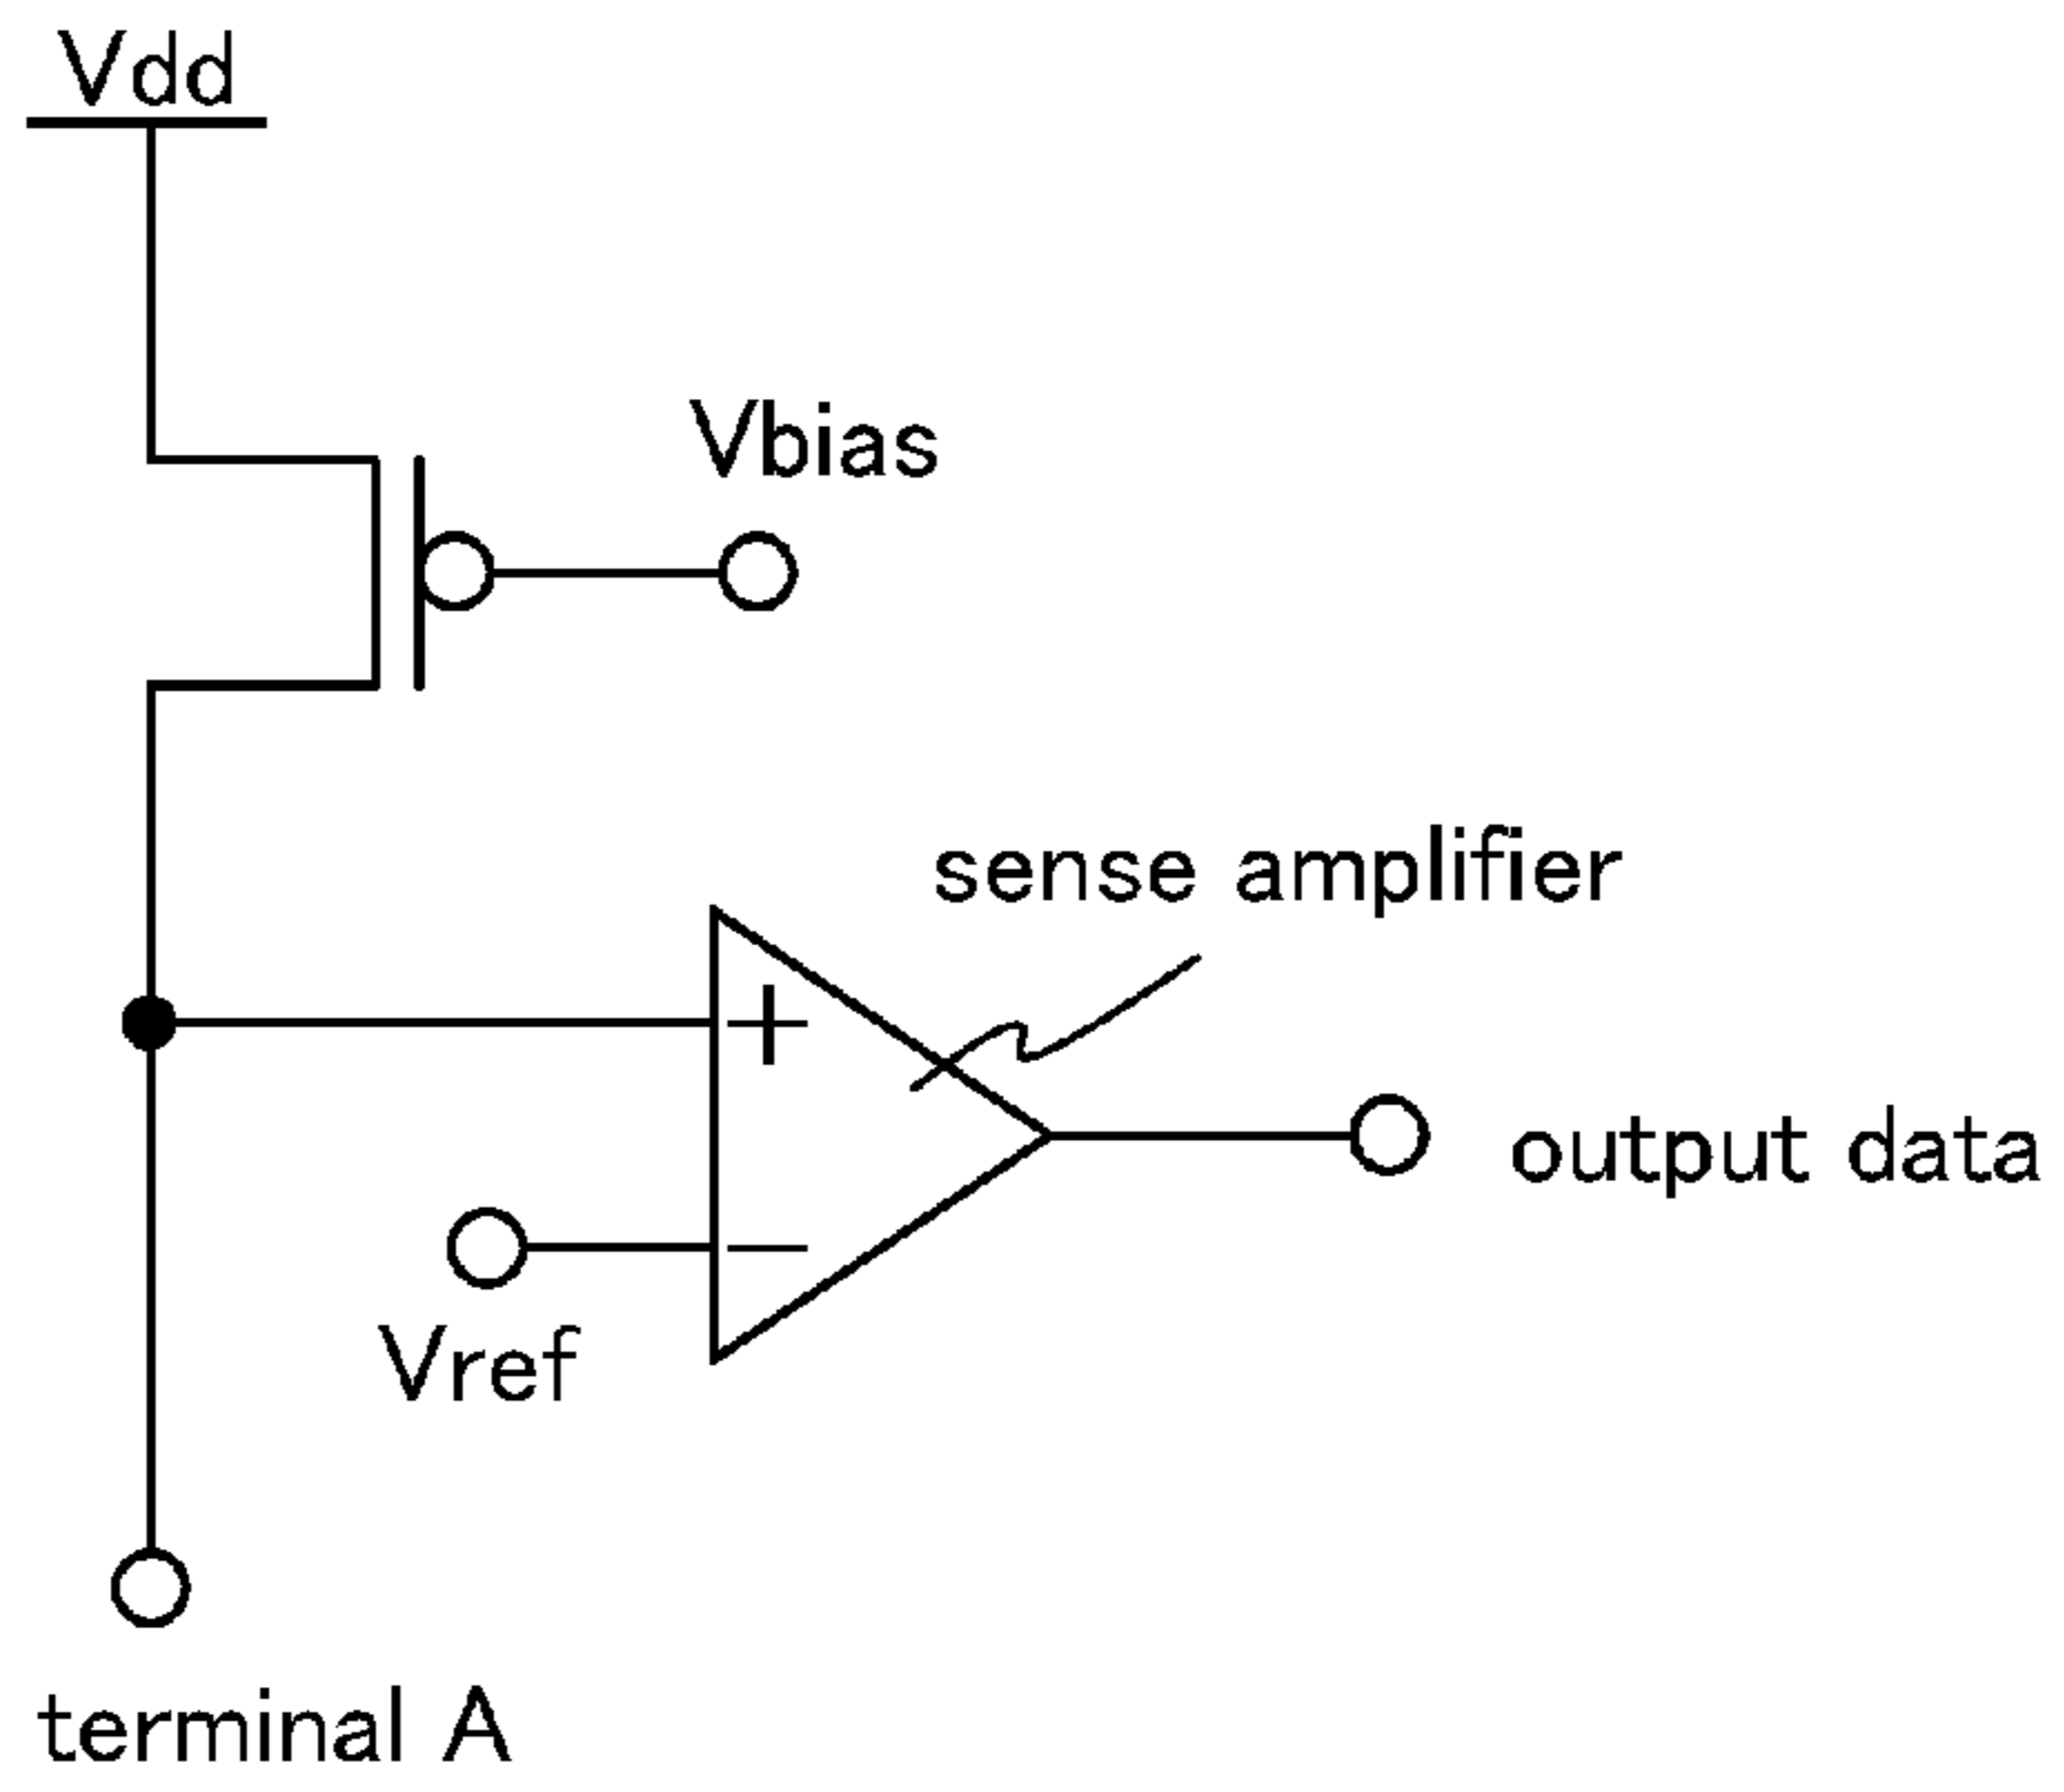 Vdd
Vbias
sense amplifier
+
output data
−
Vref
terminal A